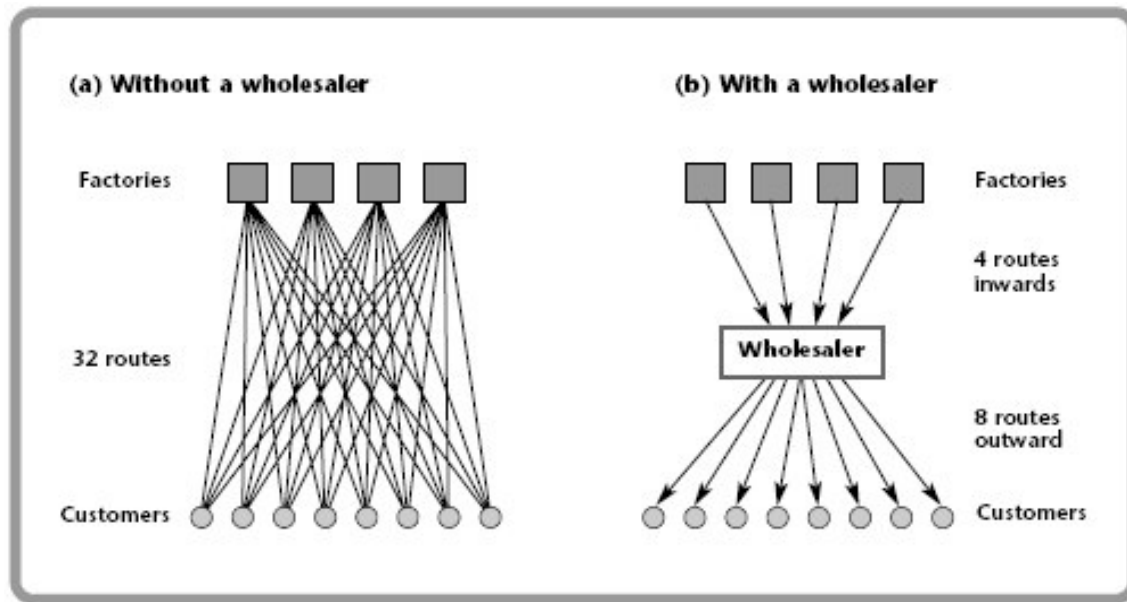 (a) Without a wholesaler
Factories
32 routes
Customers
(b) With a wholesaler
Factories
4 routes
inwards
Wholesaler
8 routes
outward
Customers